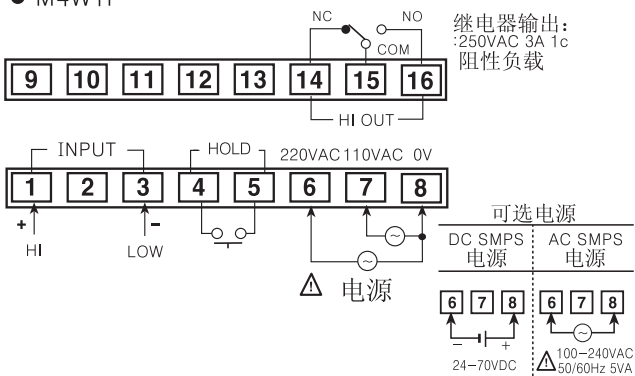 NC NO
COM
继电器输出:
:250VAC 3A 1c
阻性负载
9 10 11 12 13 14 15 16
HI OUT
INPUT HOLD 220VAC 110VAC 0V
1 2 3 4 5 6 7 8
+ -
HI LOW
电源
可选电源
DC SMPS
电源
AC SMPS
电源
6 7 8
- +
24-70VDC
6 7 8
100-240VAC
50/60Hz 5VA